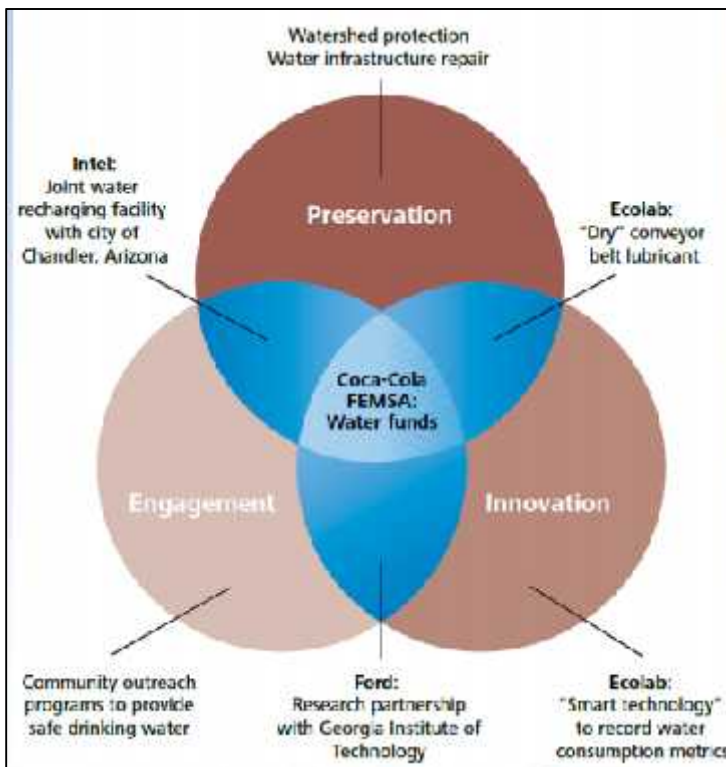 Watershed protection
Water infrastructure repair
Intel:
Joint water
recharging facility
with city of
Chandler, Arizona
Preservation
Ecolab:
"Dry" conveyor
belt lubricant
Coca-Cola
FEMSA:
Water funds
Engagement
Innovation
Community outreach
programs to provide
safe drinking water
Ford:
Research partnership
with Georgia Institute of
Technology
Ecolab:
"Smart technology"
to record water
consumption metrics